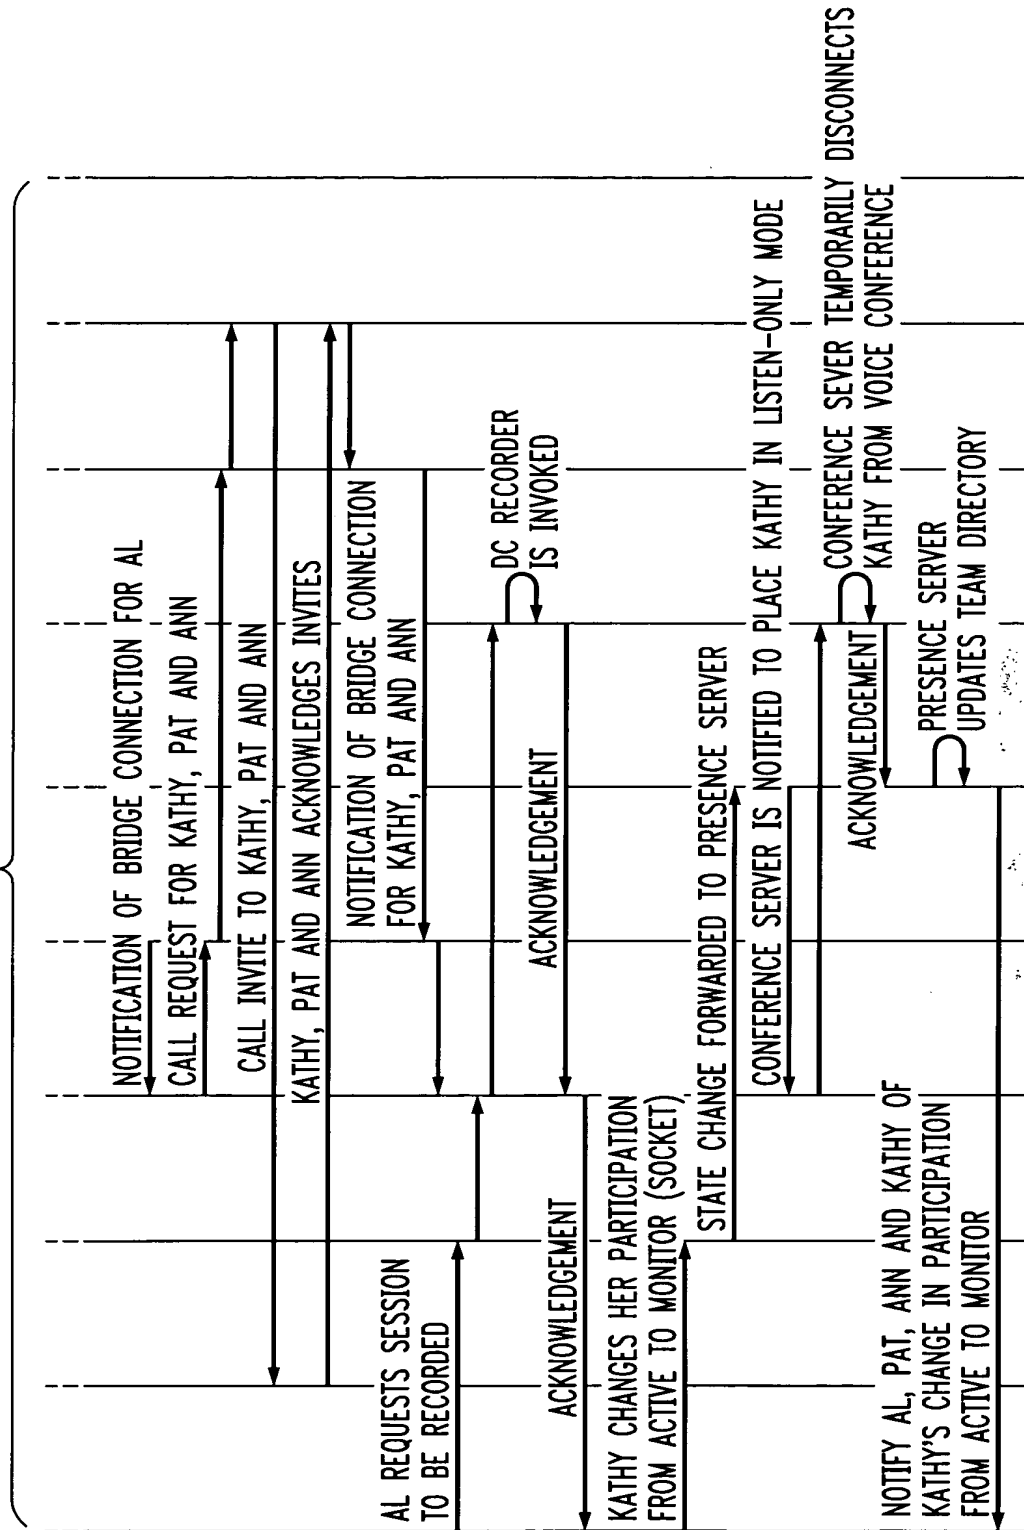 NOTIFICATION OF BRIDGE CONNECTION FOR AL
CALL REQUEST FOR KATHY, PAT AND ANN
CALL INVITE TO KATHY, PAT AND ANN
KATHY, PAT AND ANN ACKNOWLEDGES INVITES
NOTIFICATION OF BRIDGE CONNECTION
FOR KATHY, PAT AND ANN
AL REQUESTS SESSION
TO BE RECORDED
DC RECORDER
IS INVOKED
ACKNOWLEDGEMENT
ACKNOWLEDGEMENT
KATHY CHANGES HER PARTICIPATION
FROM ACTIVE TO MONITOR (SOCKET)
STATE CHANGE FORWARDED TO PRESENCE SERVER
CONFERENCE SERVER IS NOTIFIED TO PLACE KATHY IN LISTEN-ONLY MODE
CONFERENCE SEVER TEMPORARILY DISCONNECTS
KATHY FROM VOICE CONFERENCE
ACKNOWLEDGEMENT
PRESENCE SERVER
UPDATES TEAM DIRECTORY
NOTIFY AL, PAT, ANN AND KATHY OF
KATHY'S CHANGE IN PARTICIPATION
FROM ACTIVE TO MONITOR